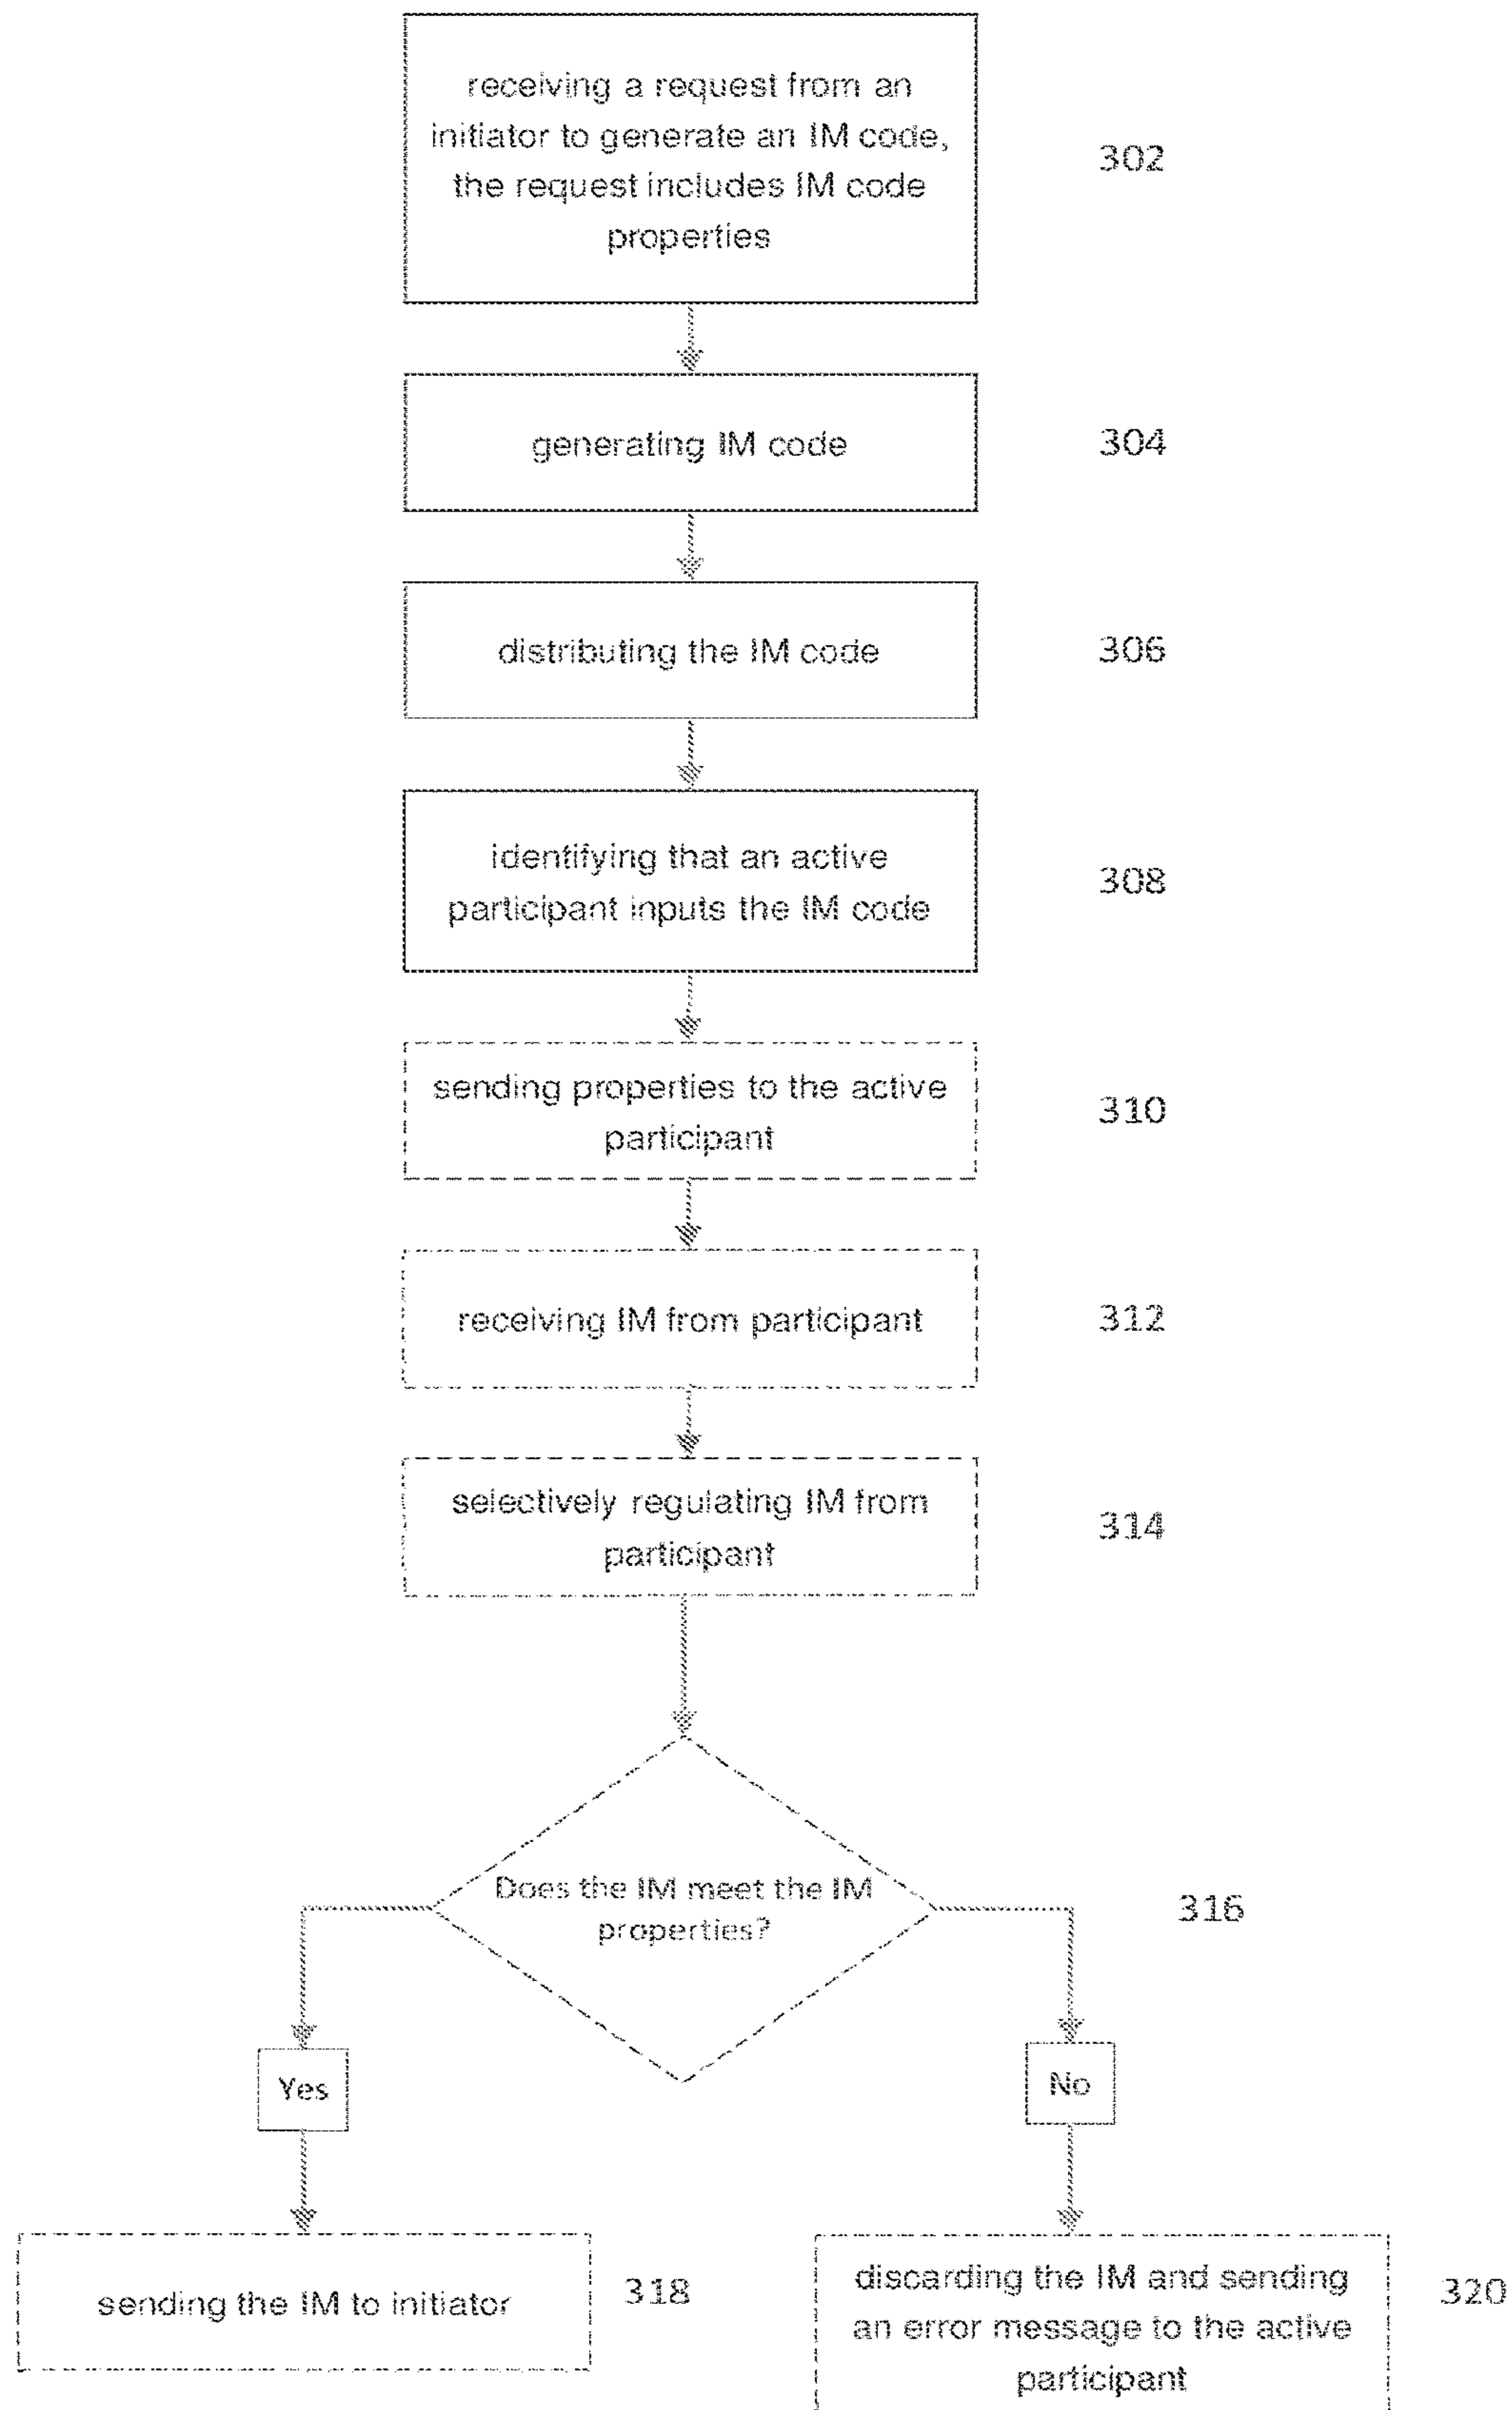 receiving a request from an
initiator to generate an IM code,
the request includes IM code
properties
302
generating IM code
304
distributing the IM code
306
identifying that an active
participant inputs the IM code
308
sending properties to the active
participant
310
receiving IM from participant
312
selectively regulating IM from
participant
314
Does the IM meet the IM
properties?
316
Yes
No
sending the IM to initiator
318
discarding the IM and sending
an error message to the active
participant
320